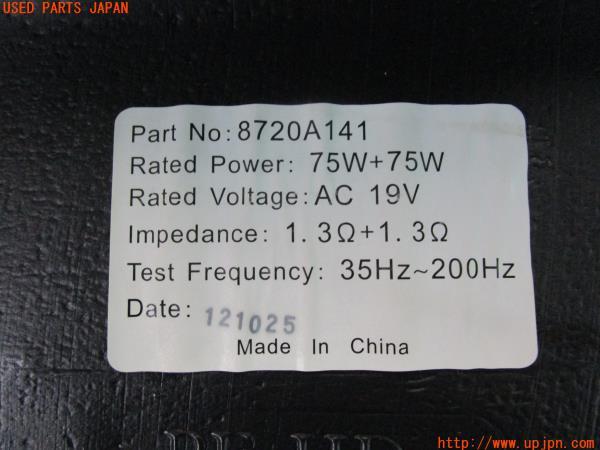 USED PARTS JAPAN
Part No:8720A141
Rated Power: 75W+75W
Rated Voltage:AC 19V
Impedance: 1.3Ω+1.3Ω
Test Frequency: 35Hz~200Hz
Date: 121025
Made In China
http://www.upjpn.com/